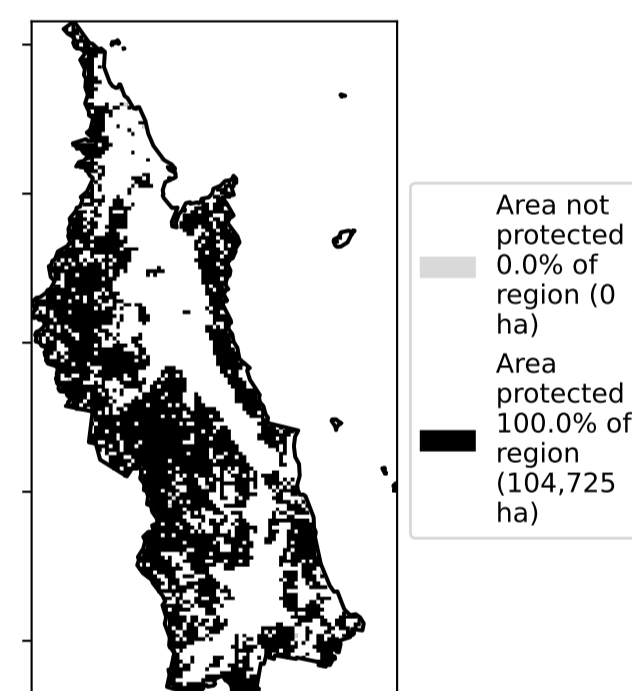 Area not
protected
0.0% of
region (0
ha)
Area
protected
100.0% of
region
(104,725
ha)